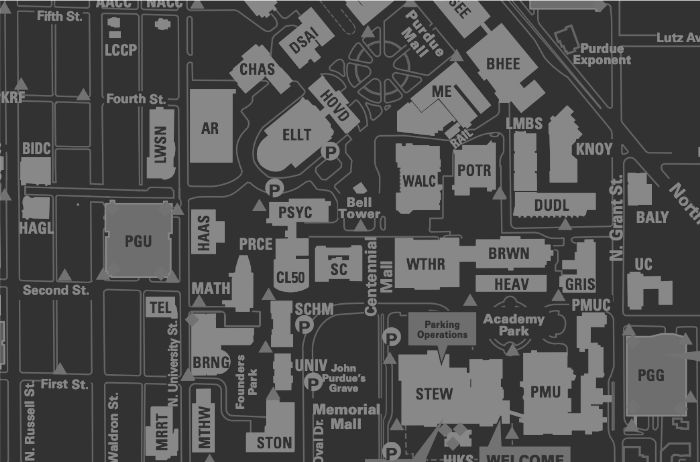 AACC
NACC
Fifth St.
LCCP
DSAI
SEE
Purdue
Mall
Lutz Av
Purdue
Exponent
CHAS
BHEE
KRF
Fourth St.
HOVD
ME
AR
ELLT
P
RAIL
LMBS
KNOY
BIDC
LWSN
WALC
POTR
P
HAGL
PGU
HAAS
PSYC
Bell
Tower
DUDL
N. Grant St.
North
BALY
PRCE
CL50
SC
Centennial
Mall
WTHR
BRWN
HEAV
GRIS
UC
Second St.
MATH
TEL
SCHM
P
P
Parking
Operations
Academy
Park
PMUC
N. University St.
BRNG
Founders
Park
UNIV
P
John
Purdue's
Grave
First St.
STEW
PMU
PGG
N. Russell St.
Waldron St.
MRRT
MTHW
STON
Oval Dr.
Memorial
Mall
P
HIKS
WELCOME